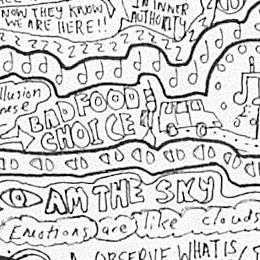 NOW THEY KNOW
WE ARE HERE!!
INNER
AUTHORITY
illusion
BAD FOOD
CHOICE
AM THE SKY
Emotions are like clouds
OBSERVE WHAT IS